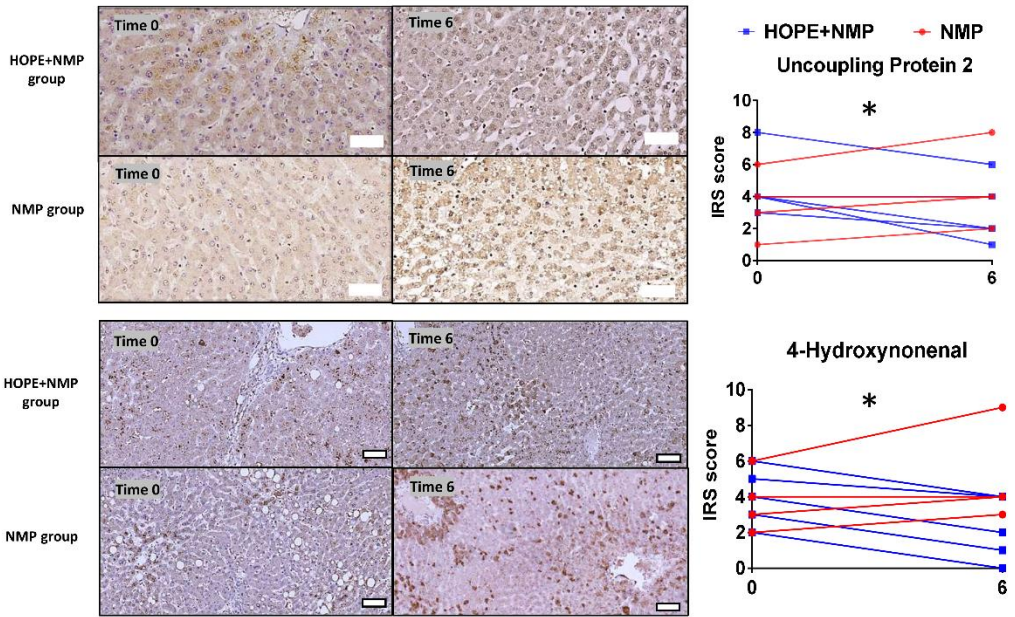 Time 0
Time 6
HOPE+NMP
group
Time 0
Time 6
NMP group
HOPE+NMP
NMP
Uncoupling Protein 2
*
10
8
6
4
2
0
IRS score
0
6
Time 0
Time 6
HOPE+NMP
group
Time 0
Time 6
NMP group
4-Hydroxynonenal
*
10
8
6
4
2
0
IRS score
0
6